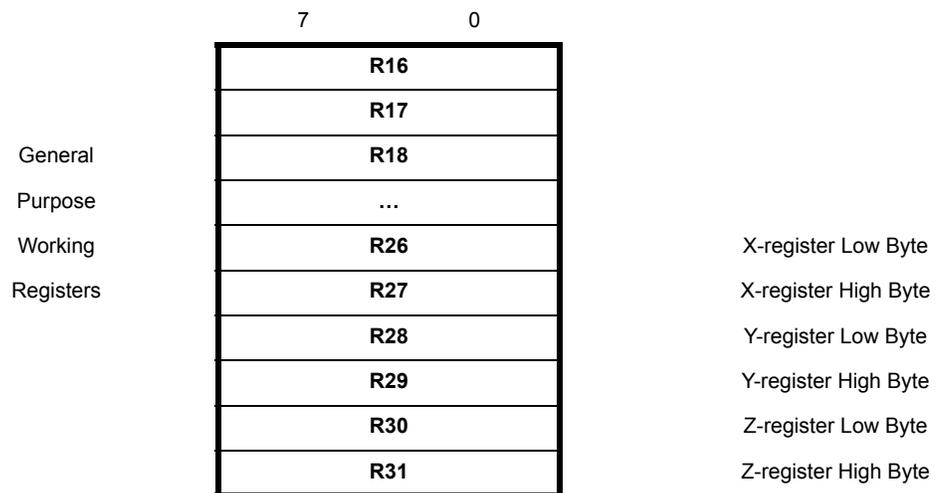 7 0
R16
R17
General R18
Purpose …
Working R26 X-register Low Byte
Registers R27 X-register High Byte
R28 Y-register Low Byte
R29 Y-register High Byte
R30 Z-register Low Byte
R31 Z-register High Byte